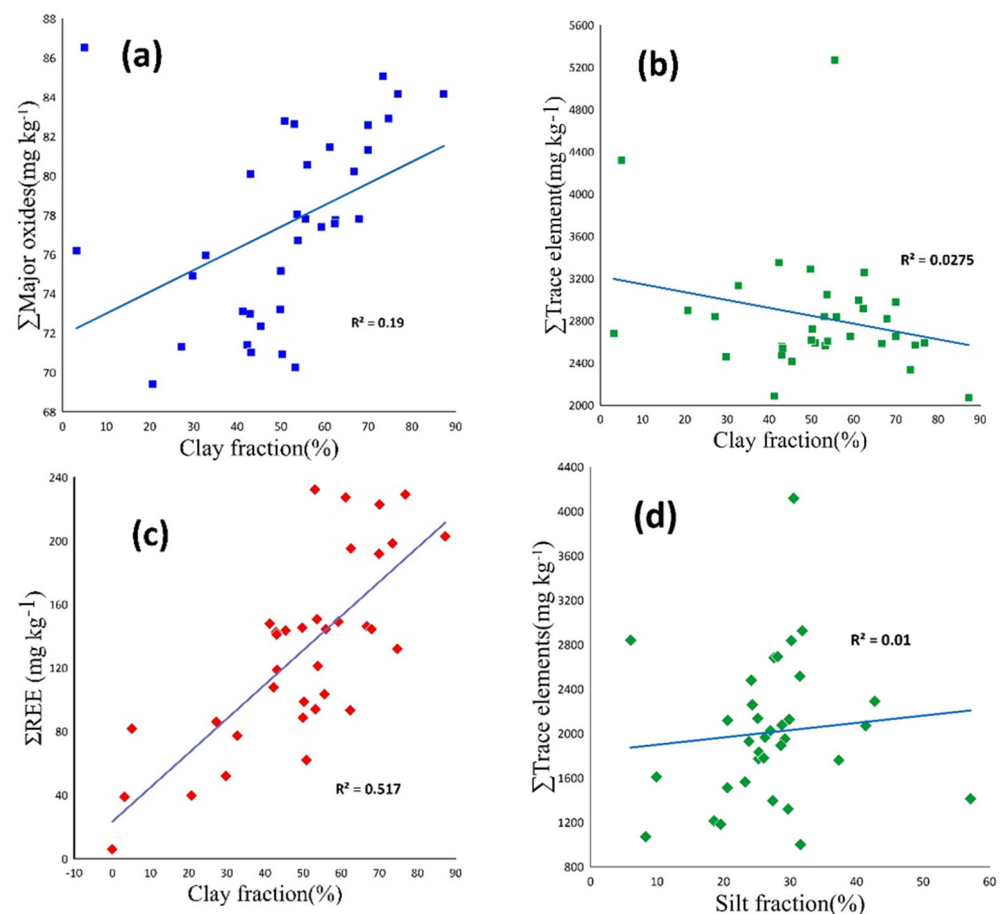 (a)
∑Major oxides(mg kg⁻¹)
88
86
84
82
80
78
76
74
72
70
68
R² = 0.19
0 10 20 30 40 50 60 70 80 90
Clay fraction(%)
(b)
∑Trace element(mg kg-1)
5600
5200
4800
4400
4000
3600
3200
2800
2400
2000
R² = 0.0275
0 10 20 30 40 50 60 70 80 90
Clay fraction(%)
(c)
ΣREE (mg kg⁻¹)
240
200
160
120
80
40
0
R² = 0.517
-10 0 10 20 30 40 50 60 70 80 90
Clay fraction(%)
(d)
∑Trace elements(mg kg⁻¹)
4400
4000
3600
3200
2800
2400
2000
1600
1200
800
R² = 0.01
0 10 20 30 40 50 60
Silt fraction(%)